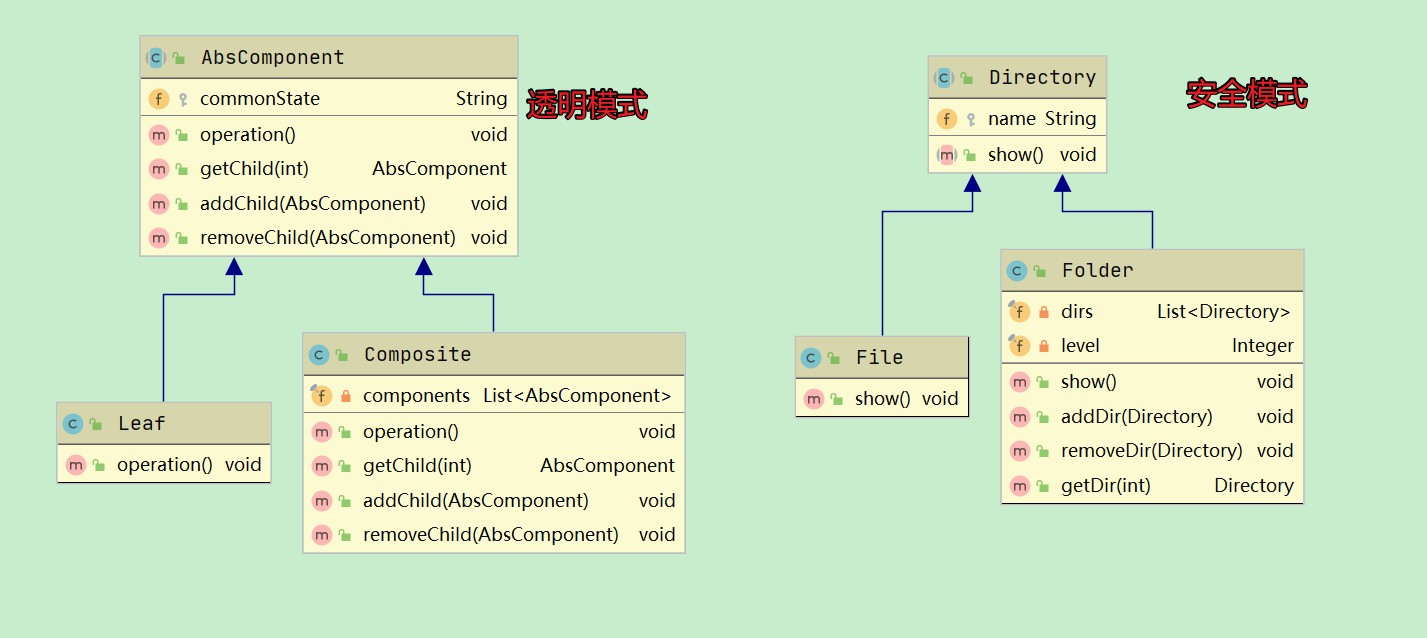 AbsComponent
commonState String
operation() void
getChild(int) AbsComponent
addChild(AbsComponent) void
removeChild(AbsComponent) void
透明模式
Leaf
operation() void
Composite
components List<AbsComponent>
operation() void
getChild(int) AbsComponent
addChild(AbsComponent) void
removeChild(AbsComponent) void
Directory
name String
show() void
安全模式
File
show() void
Folder
dirs List<Directory>
level Integer
show() void
addDir(Directory) void
removeDir(Directory) void
getDir(int) Directory